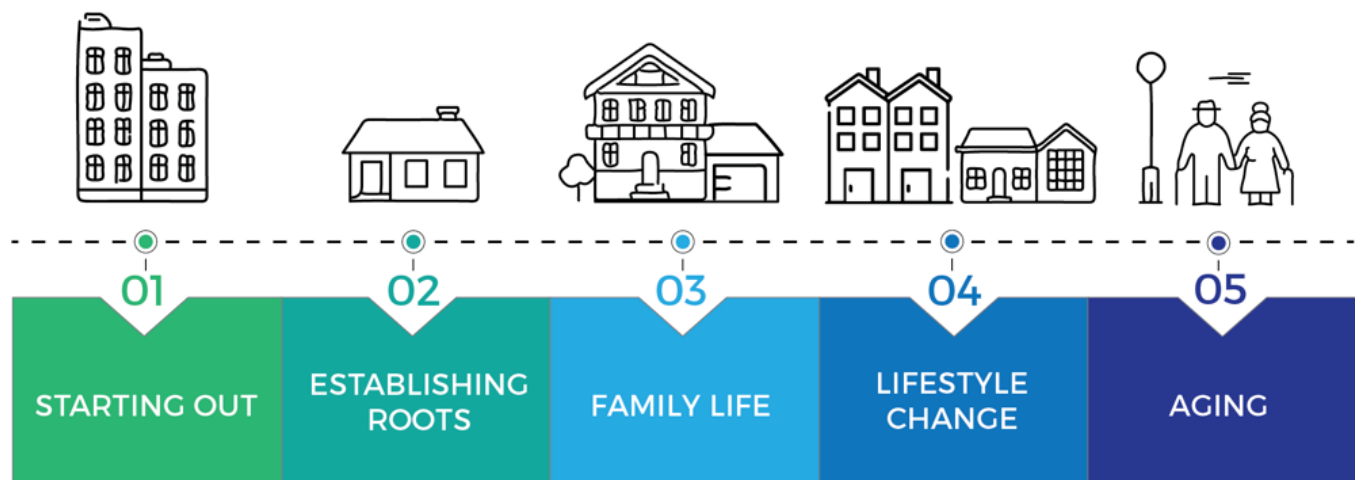 01
02
03
04
05
STARTING OUT
ESTABLISHING
ROOTS
FAMILY LIFE
LIFESTYLE
CHANGE
AGING